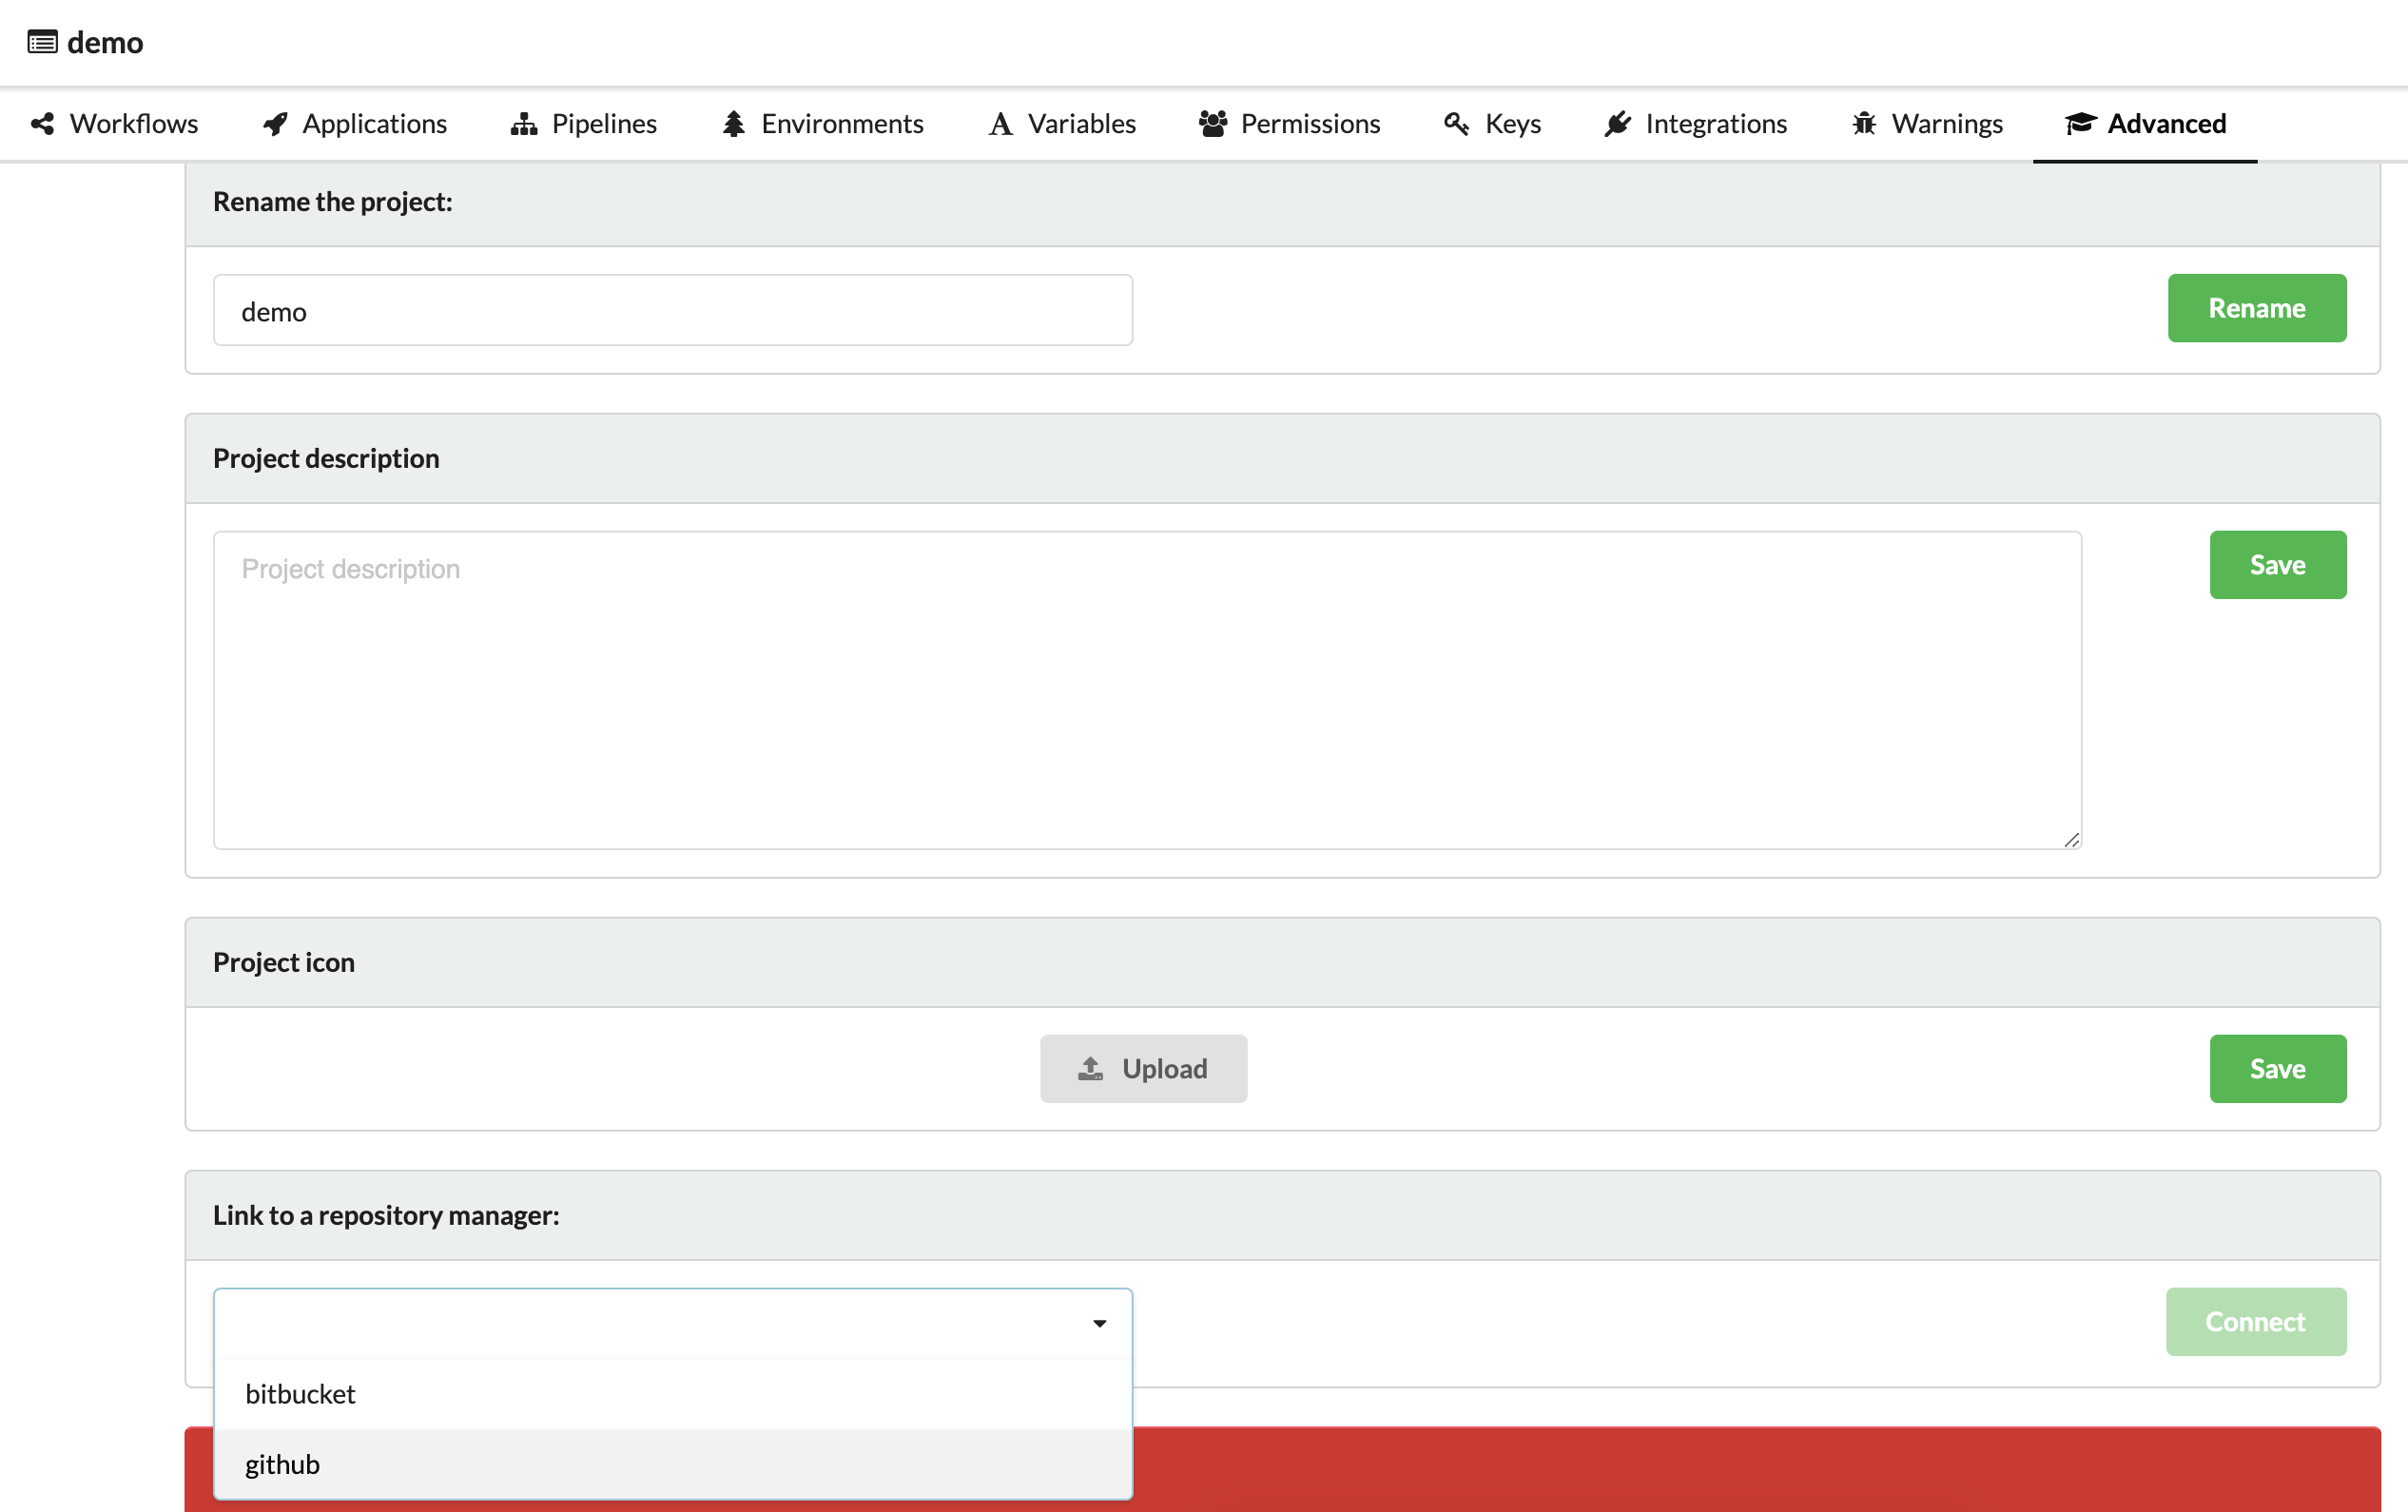 demo
Workflows Applications Pipelines Environments Variables Permissions Keys Integrations Warnings Advanced
Rename the project:
demo Rename
Project description
Project description Save
Project icon
Upload Save
Link to a repository manager:
Connect
bitbucket
github